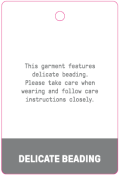 This garment features
delicate beading.
Please take care when
wearing and follow care
instructions closely.
DELICATE BEADING